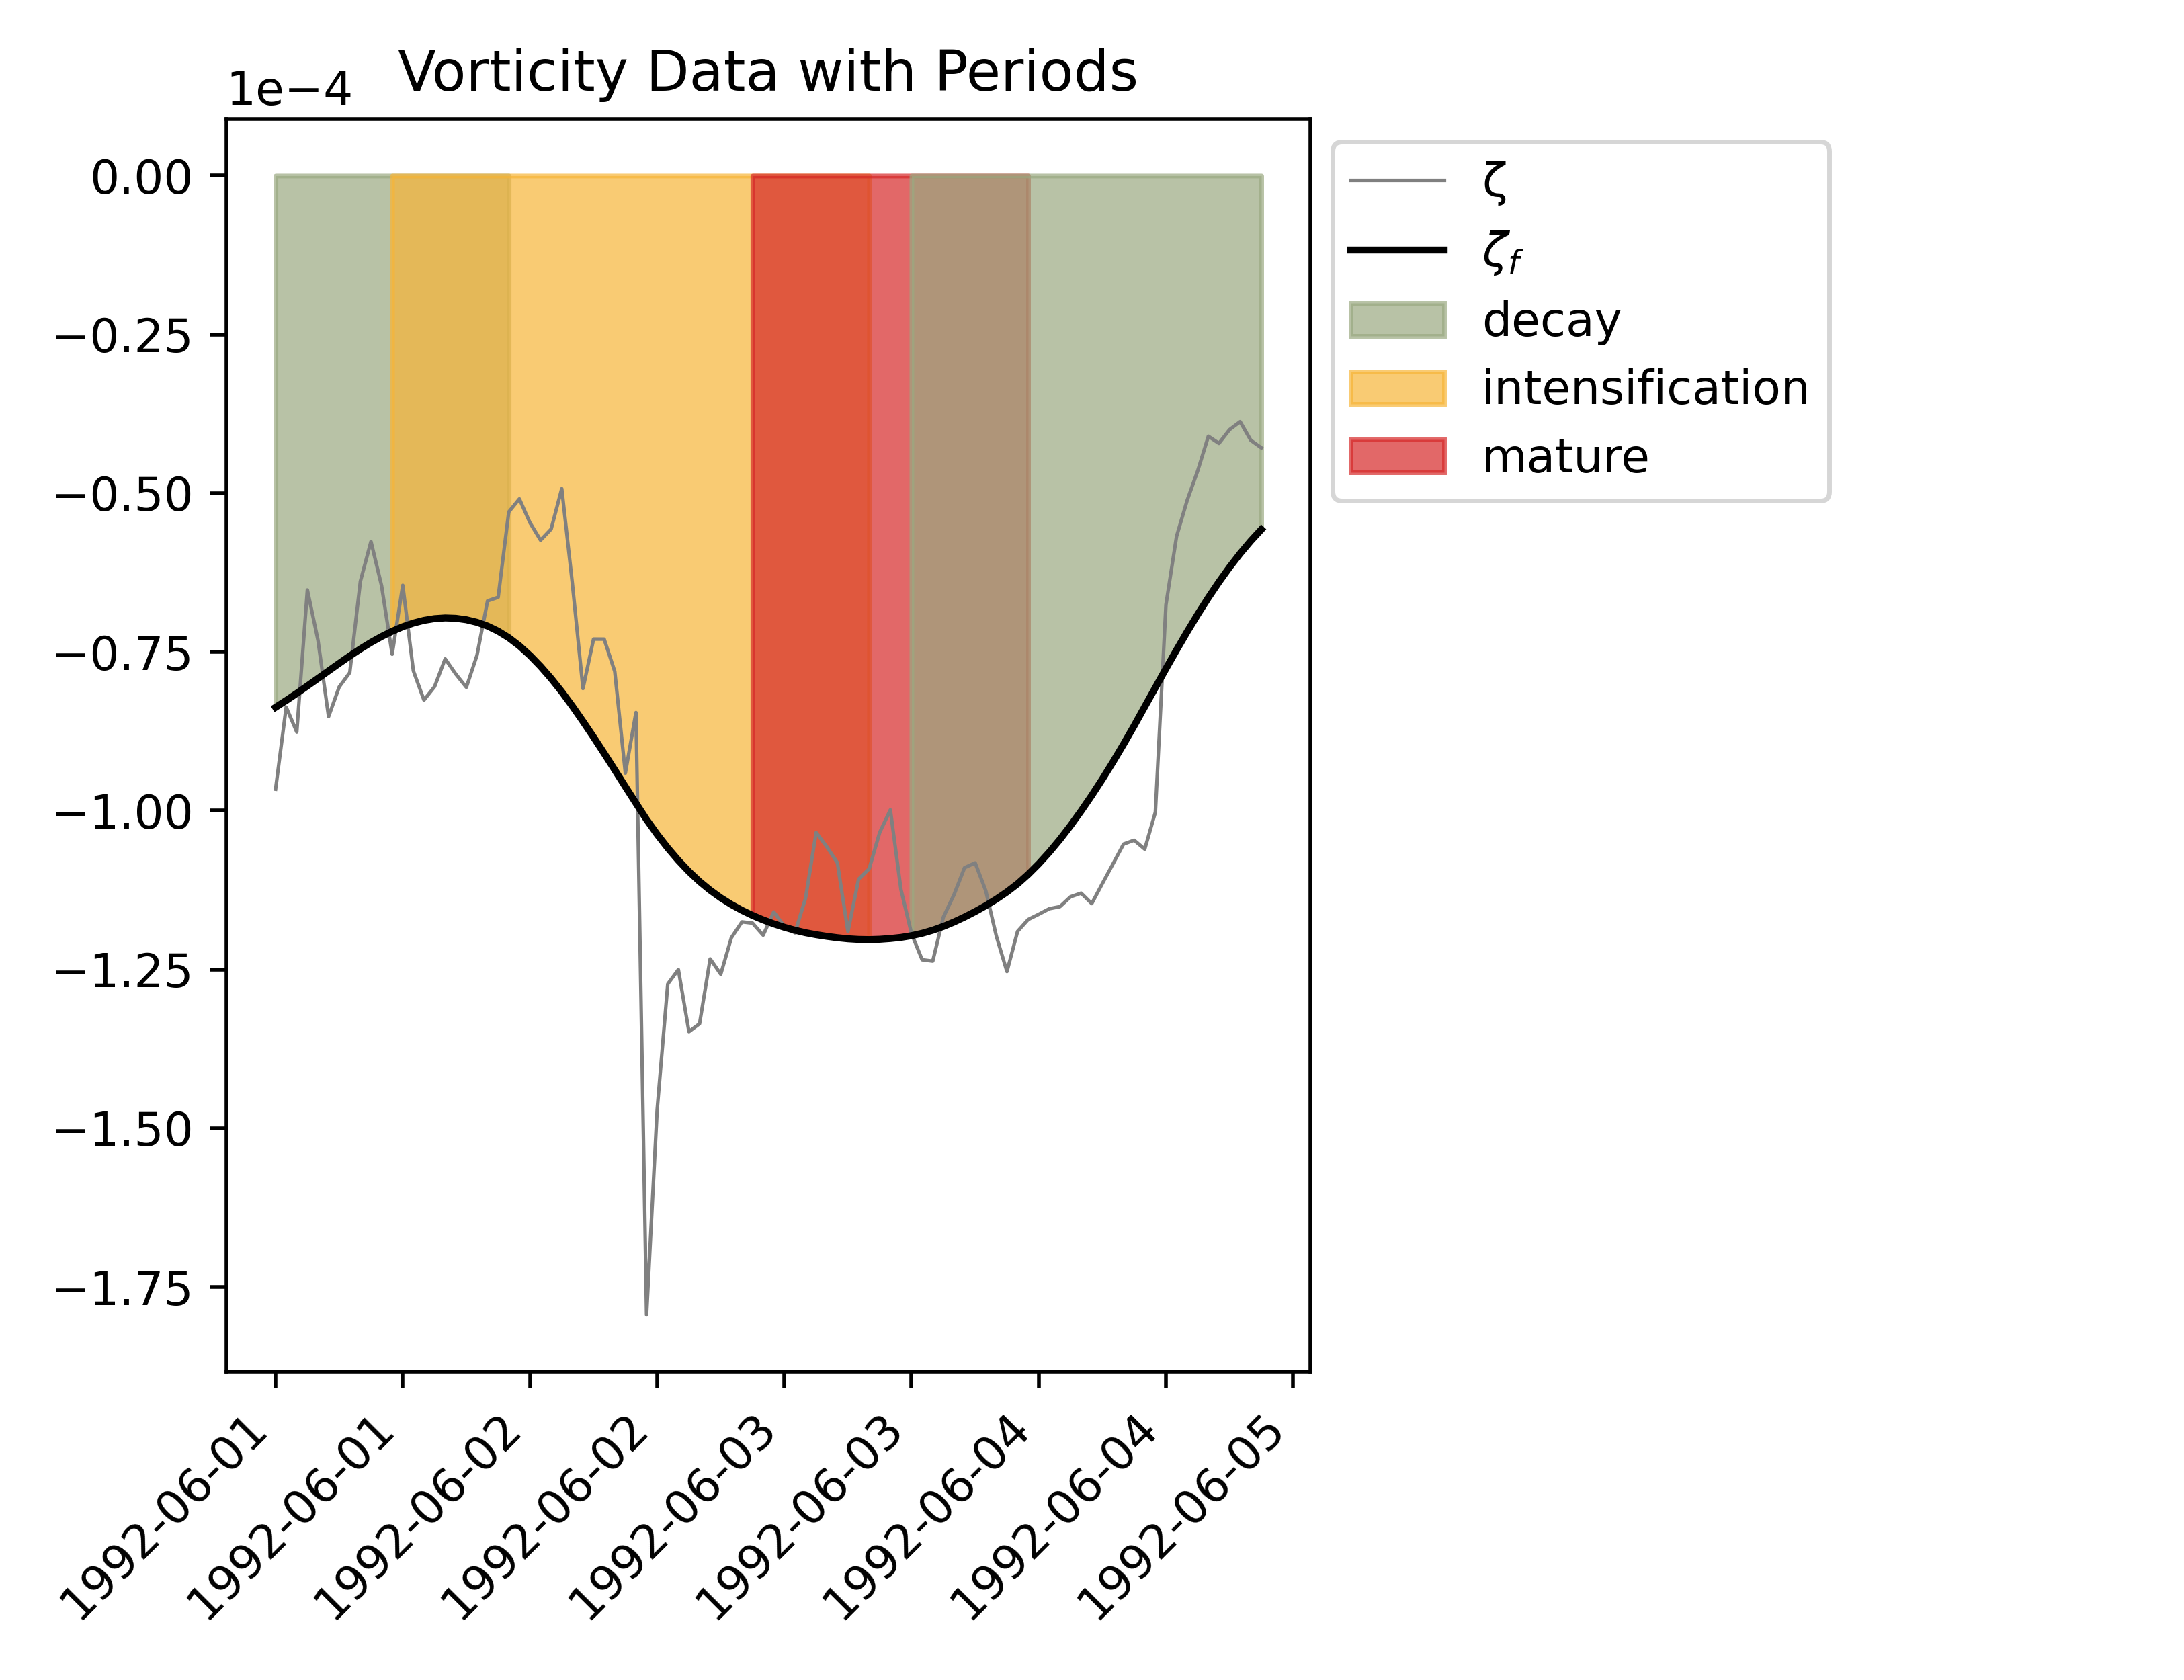 Vorticity Data with Periods
1e−4
0.00
−0.25
−0.50
−0.75
−1.00
−1.25
−1.50
−1.75
1992-06-01
1992-06-01
1992-06-02
1992-06-02
1992-06-03
1992-06-03
1992-06-04
1992-06-04
1992-06-05
ζ
ζf
decay
intensification
mature